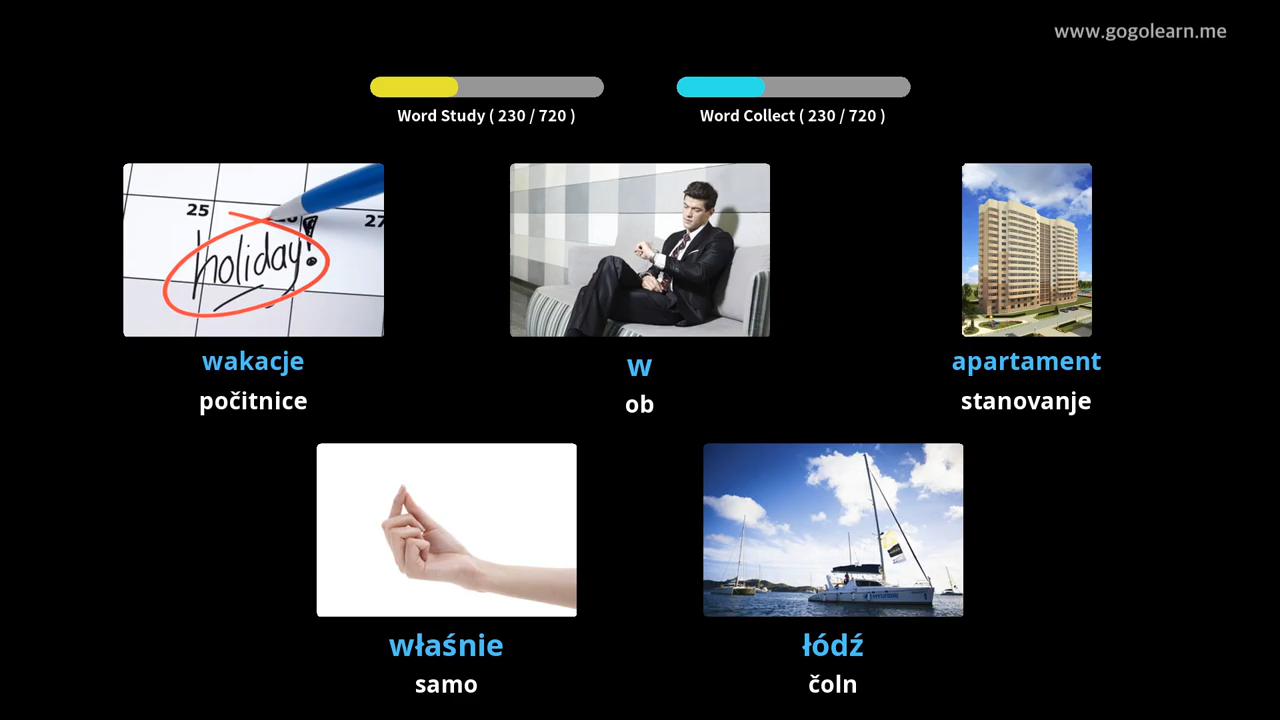 www.gogolearn.me
Word Study ( 230 / 720 )
Word Collect ( 230 / 720 )
25
27
holiday!
wakacje
počitnice
w
ob
apartament
stanovanje
właśnie
samo
łódź
čoln